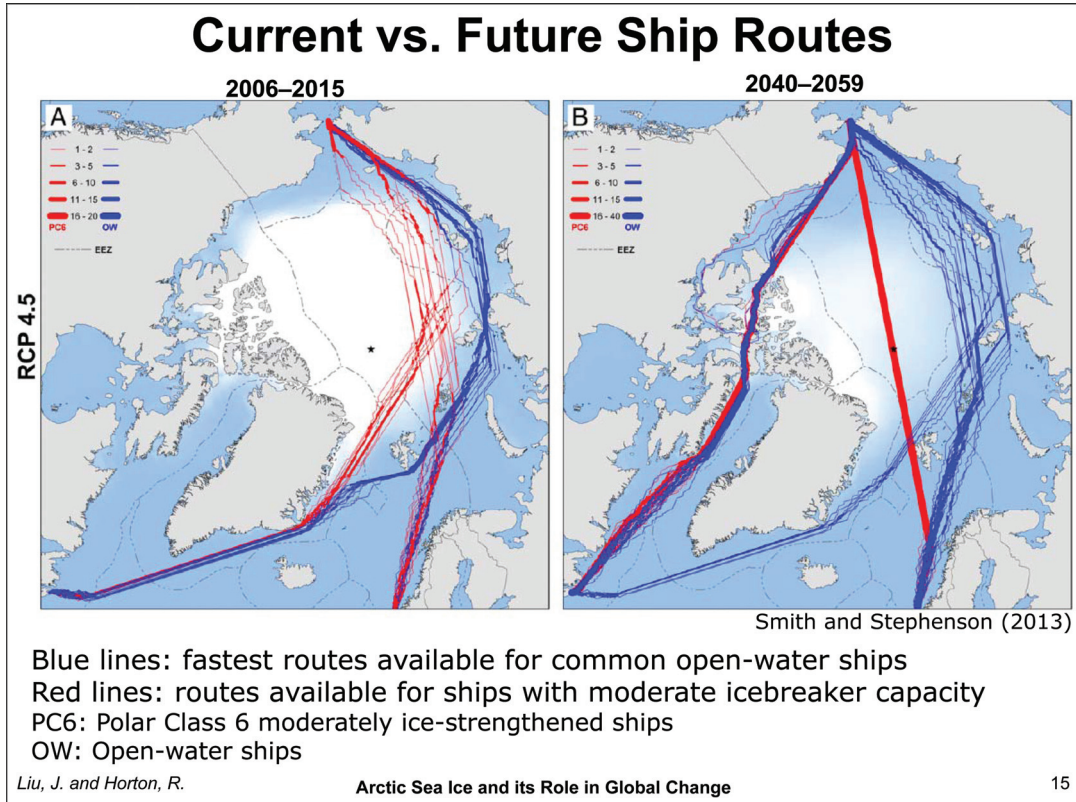 Current vs. Future Ship Routes
2006–2015
2040–2059
RCP 4.5
A
1 - 2
3 - 5
6 - 10
11 - 15
16 - 20
PC6 OW
EEZ
B
1 - 2
3 - 5
6 - 10
11 - 15
16 - 40
PC6 OW
EEZ
Smith and Stephenson (2013)
Blue lines: fastest routes available for common open-water ships
Red lines: routes available for ships with moderate icebreaker capacity
PC6: Polar Class 6 moderately ice-strengthened ships
OW: Open-water ships
Liu, J. and Horton, R. Arctic Sea Ice and its Role in Global Change 15